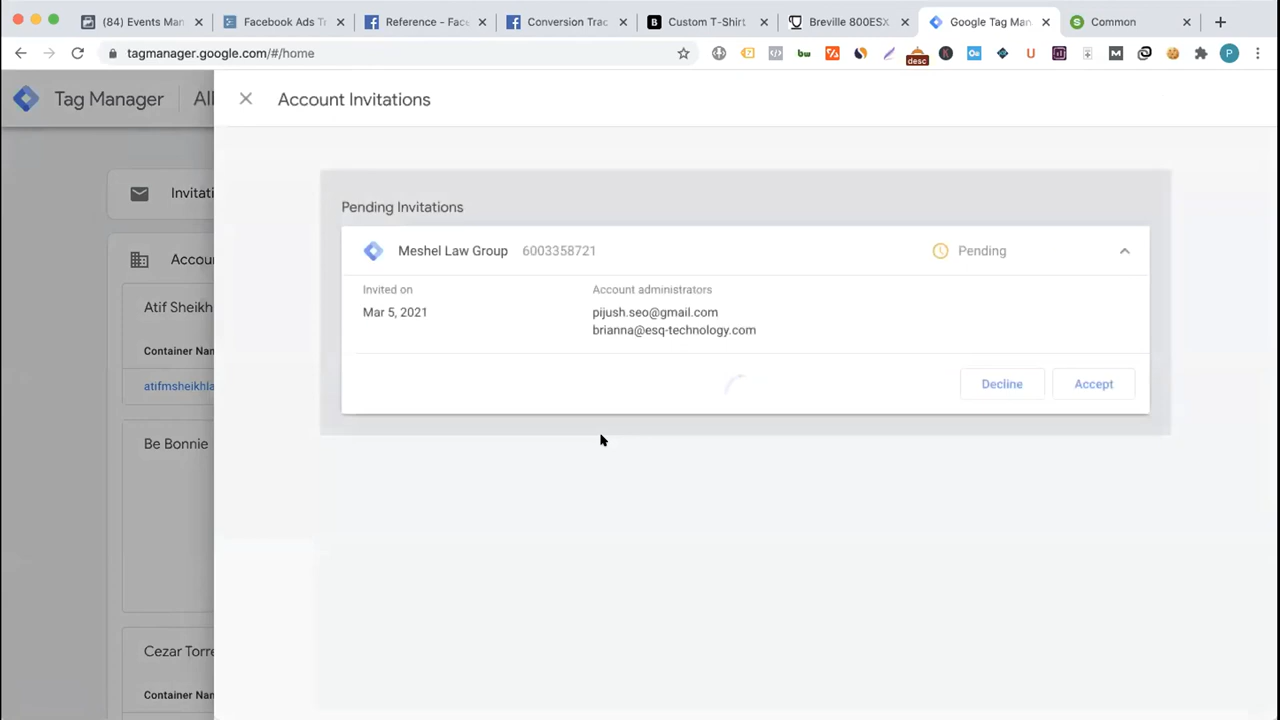 (84) Events Man
Facebook Ads Tr
Reference - Face
Conversion Trac
Custom T-Shirt
Breville 800ESX
Google Tag Man
Common
tagmanager.google.com/#/home
desc
P
Tag Manager
All
Account Invitations
Invitati
Accou
Atif Sheikh
Container Nam
atifmsheikhla
Be Bonnie
Cezar Torre
Container Nam
Pending Invitations
Meshel Law Group 6003358721 Pending
Invited on
Account administrators
Mar 5, 2021
pijush.seo@gmail.com
brianna@esq-technology.com
Decline
Accept